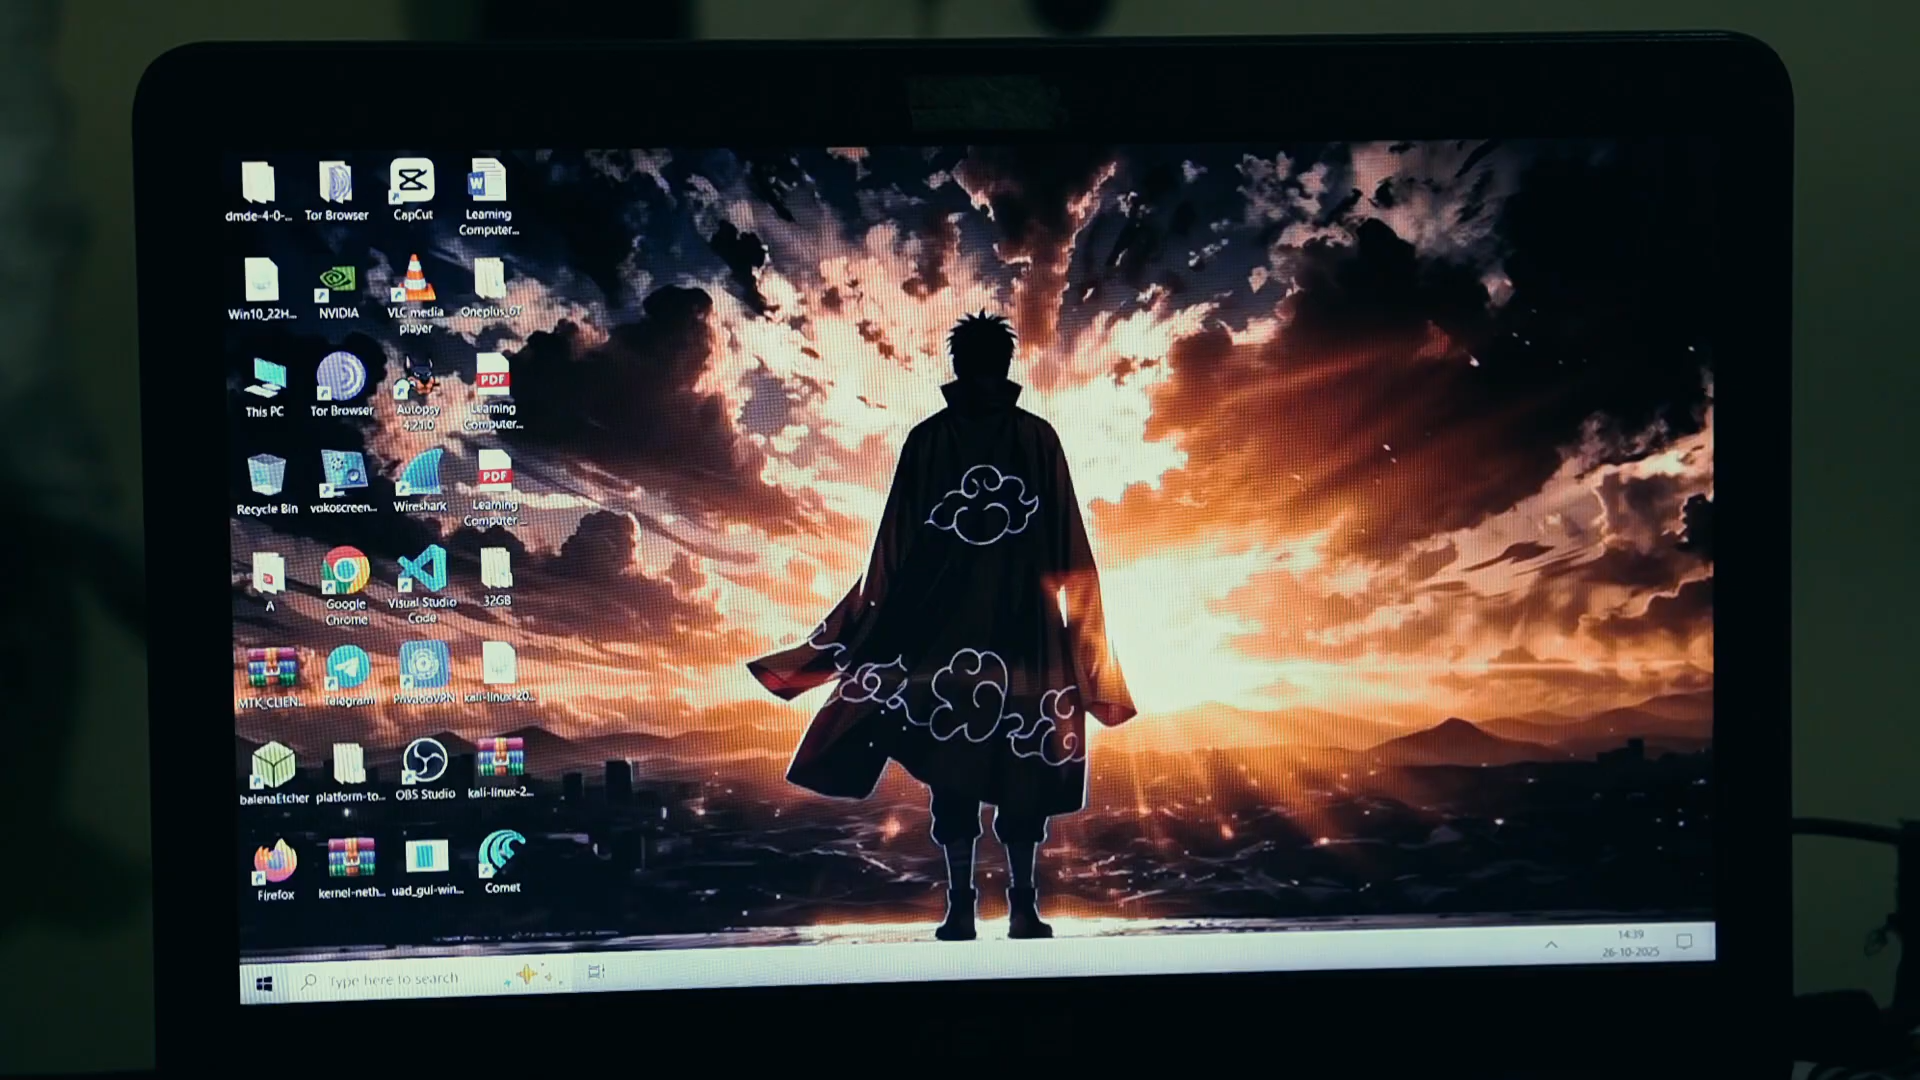 dmde-4-0-...
Tor Browser
CapCut
Learning
Computer...
Win10_22H...
NVIDIA
VLC media
player
Oneplus_6T
This PC
Tor Browser
Autopsy
4.21.0
PDF
Learning
Computer...
Recycle Bin
vokoscreen...
Wireshark
PDF
Learning
Computer ...
A
Google
Chrome
Visual Studio
Code
32GB
MTK_CLIEN...
Telegram
PrivadoVPN
kali-linux-20...
balenaEtcher
platform-to...
OBS Studio
kali-linux-2...
Firefox
kernel-neth...
uad_gui-win...
Comet
Type here to search
14:39
26-10-2025